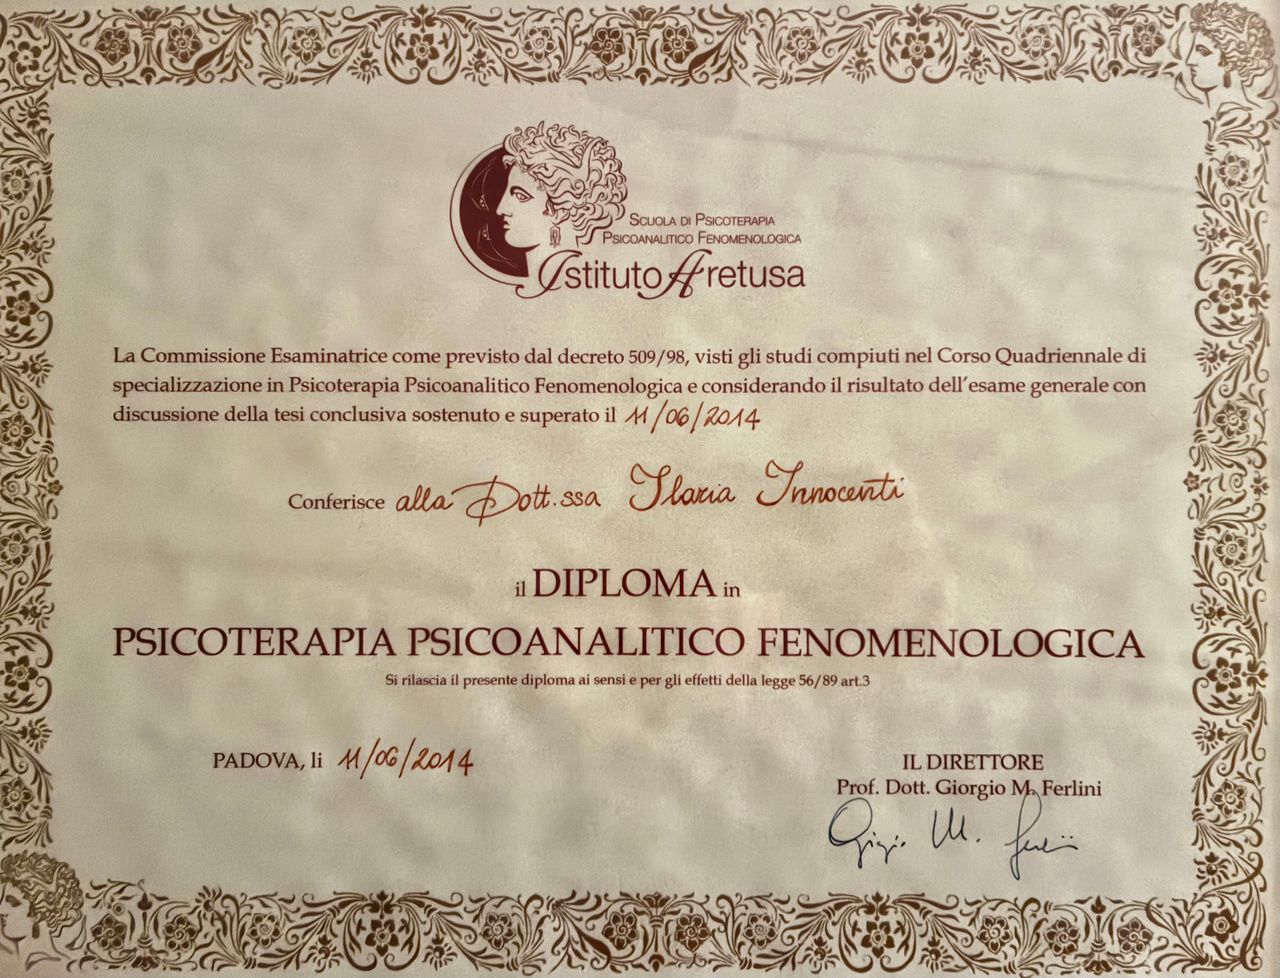 SCUOLA DI PSICOTERAPIA
PSICOANALITICO FENOMENOLOGICA
Istituto Aretusa
La Commissione Esaminatrice come previsto dal decreto 509/98, visti gli studi compiuti nel Corso Quadriennale di
specializzazione in Psicoterapia Psicoanalitico Fenomenologica e considerando il risultato dell'esame generale con
discussione della tesi conclusiva sostenuto e superato il 11/06/2014
Conferisce alla Dott.ssa Ilaria Innocenti
il DIPLOMA in
PSICOTERAPIA PSICOANALITICO FENOMENOLOGICA
Si rilascia il presente diploma ai sensi e per gli effetti della legge 56/89 art.3
PADOVA, li 11/06/2014
IL DIRETTORE
Prof. Dott. Giorgio M. Ferlini